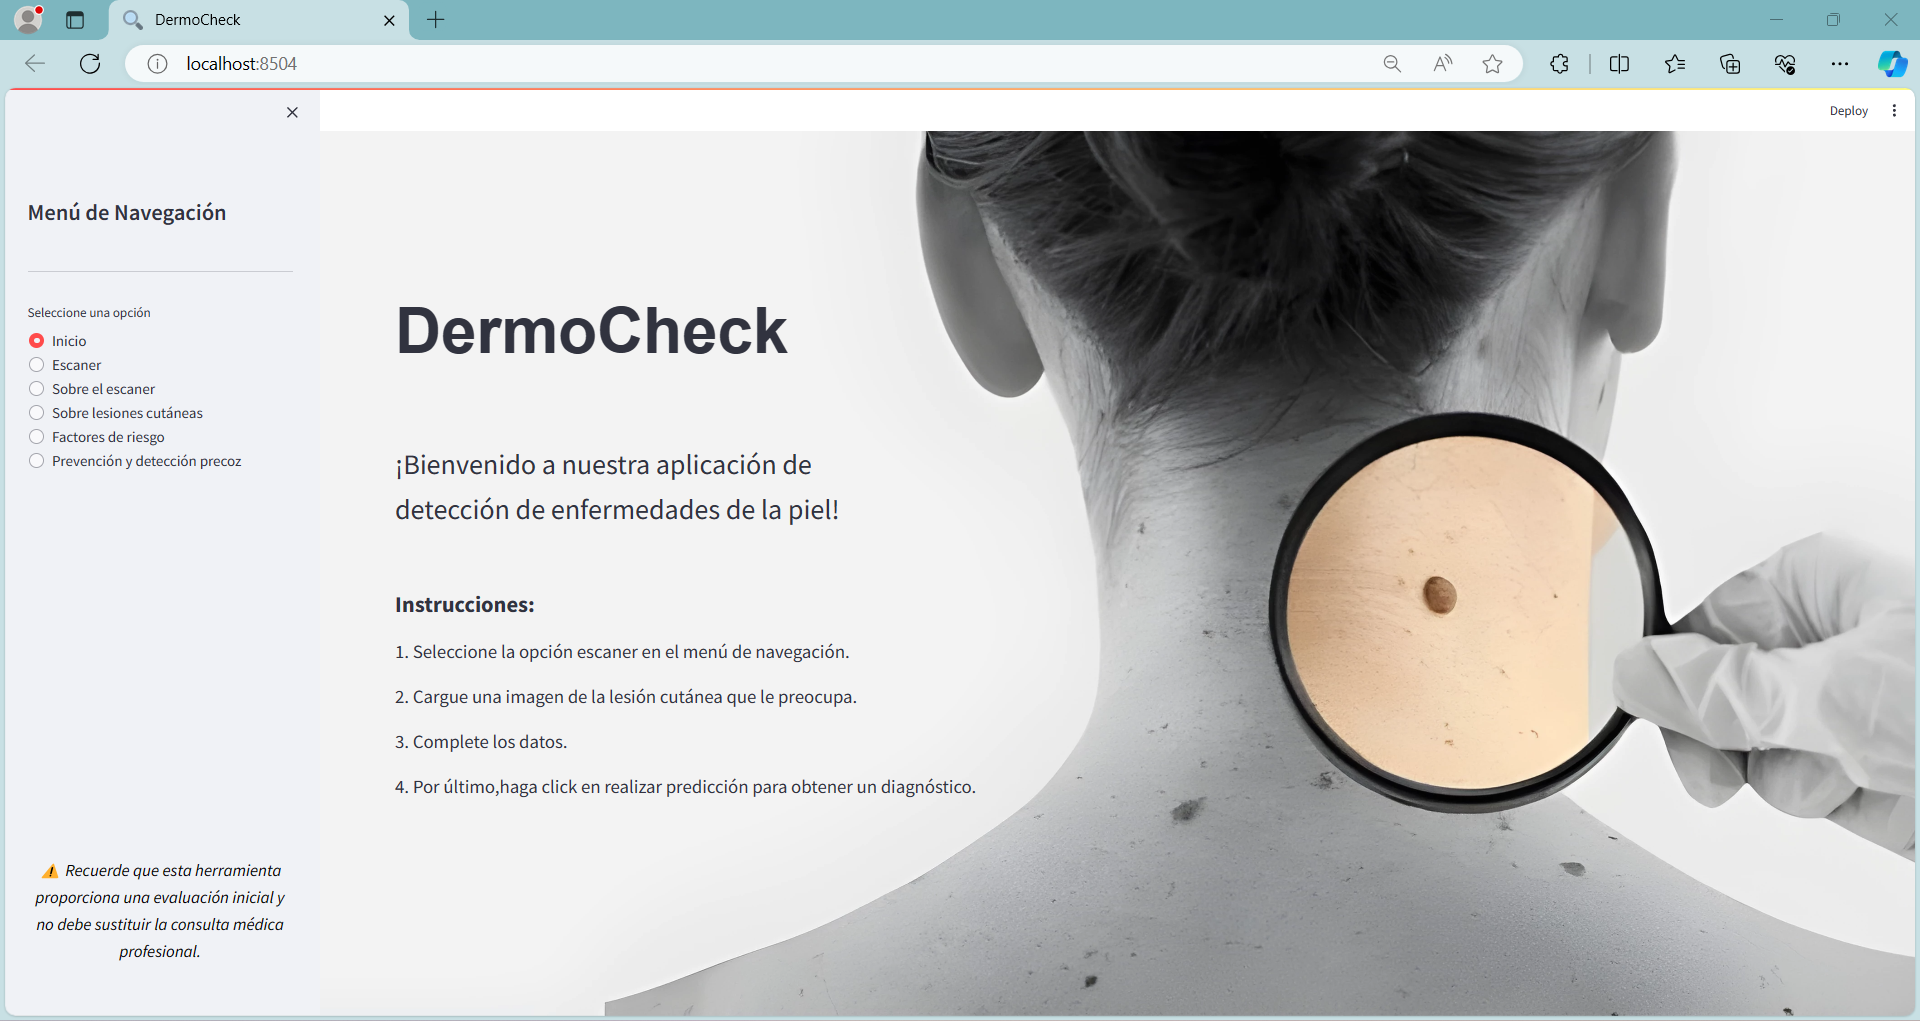 DermoCheck
localhost:8504
Deploy
Menú de Navegación
Seleccione una opción
Inicio
Escaner
Sobre el escaner
Sobre lesiones cutáneas
Factores de riesgo
Prevención y detección precoz
⚠️ Recuerde que esta herramienta
proporciona una evaluación inicial y
no debe sustituir la consulta médica
profesional.
DermoCheck
¡Bienvenido a nuestra aplicación de
detección de enfermedades de la piel!
Instrucciones:
1. Seleccione la opción escaner en el menú de navegación.
2. Cargue una imagen de la lesión cutánea que le preocupa.
3. Complete los datos.
4. Por último,haga click en realizar predicción para obtener un diagnóstico.